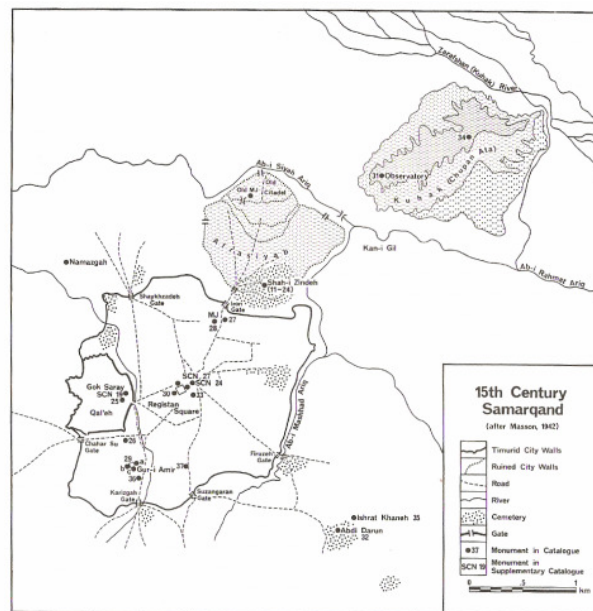 Zarafshan (Kuhak) River
34
31 Observatory
Kuhak (Chupan Ata)
Ab-i Siyah Ariq
Old MJ
Old
Citadel
Afrasiyab
Kan-i Gil
Ab-i Rahmat Ariq
Namazgah
Shah-i Zindeh
(11-24)
Shaykhzadeh
Gate
Iron
Gate
MJ
28
27
SCN 27
SCN 24
30
33
Registan
Square
Gok Saray
SCN 19
25
Qal'eh
Ab-i Mashhad Ariq
Chahar Su
Gate
26
29
a
b
Gur-i Amir
36
37
Firuzeh
Gate
Karizgah
Gate
Suzangaran
Gate
Ishrat Khaneh 35
Abdi Darun
32
15th Century
Samarqand
(after Masson, 1942)
Timurid City Walls
Ruined City Walls
Road
River
Cemetery
Gate
37
Monument in Catalogue
SCN 19
Monument in
Supplementary Catalogue
0
.5
1
km